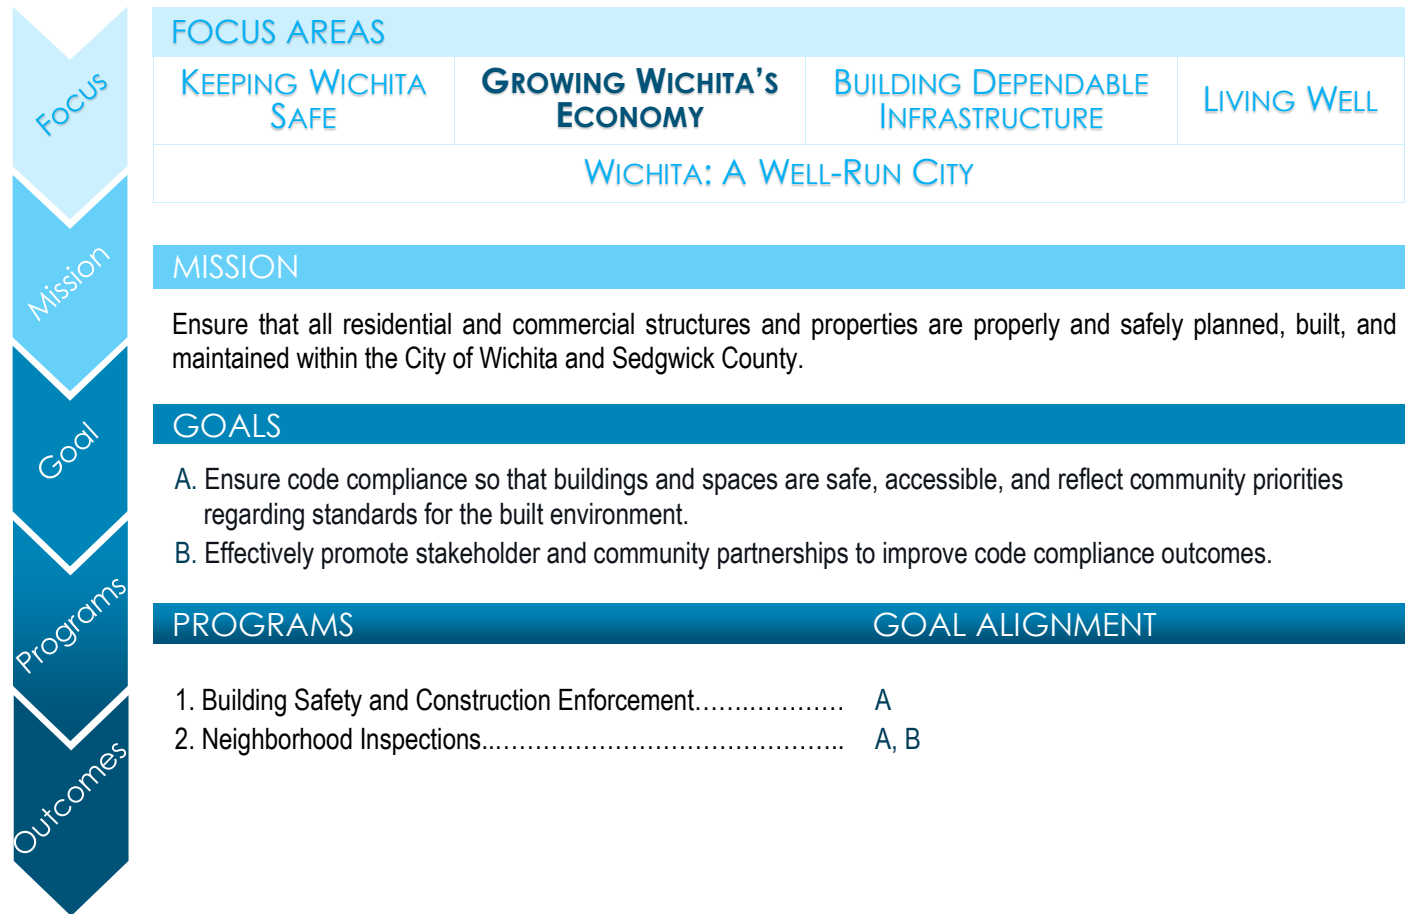 Focus
Mission
Goal
Programs
Outcomes
FOCUS AREAS
KEEPING WICHITA
SAFE
GROWING WICHITA'S
ECONOMY
BUILDING DEPENDABLE
INFRASTRUCTURE
LIVING WELL
WICHITA: A WELL-RUN CITY
MISSION
Ensure that all residential and commercial structures and properties are properly and safely planned, built, and
maintained within the City of Wichita and Sedgwick County.
GOALS
A. Ensure code compliance so that buildings and spaces are safe, accessible, and reflect community priorities
regarding standards for the built environment.
B. Effectively promote stakeholder and community partnerships to improve code compliance outcomes.
PROGRAMS GOAL ALIGNMENT
1. Building Safety and Construction Enforcement…….………… A
2. Neighborhood Inspections..………………………………….. A, B